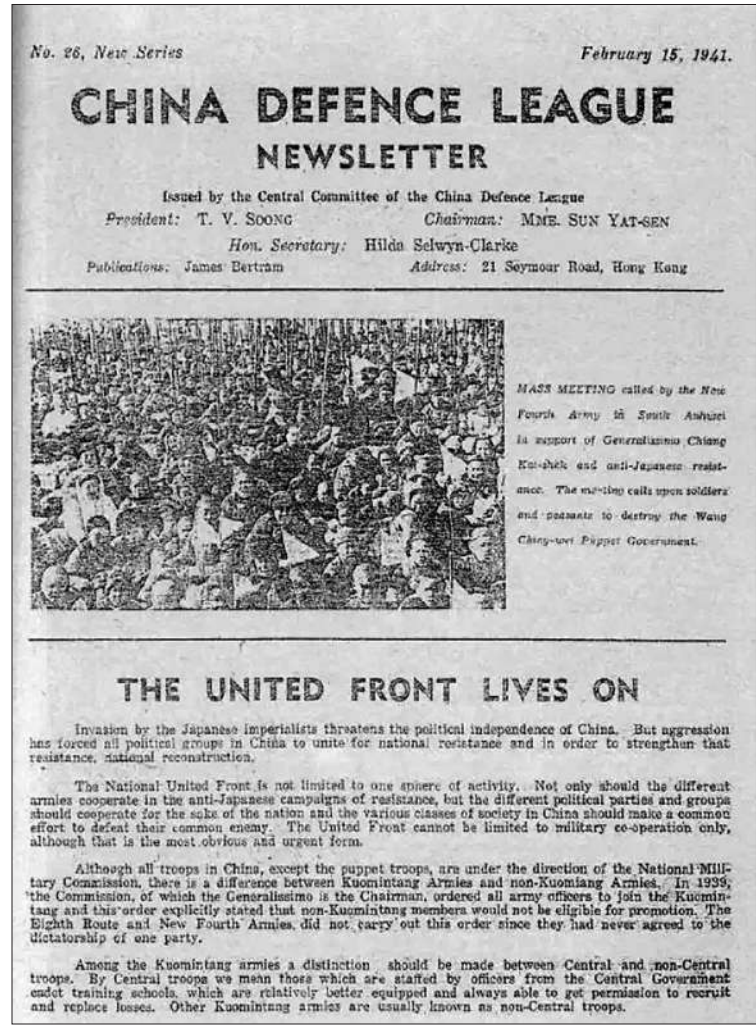 No. 26, New Series
February 15, 1941.
CHINA DEFENCE LEAGUE
NEWSLETTER
Issued by the Central Committee of the China Defence League
President: T. V. SOONG
Chairman: MME. SUN YAT-SEN
Hon. Secretary: Hilda Selwyn-Clarke
Publications: James Bertram
Address: 21 Seymour Road, Hong Kong
MASS MEETING called by the New
Fourth Army in South Anhwei
in support of Generalissimo Chiang
Kai-shek and anti-Japanese resist-
ance. The meeting calls upon soldiers
and peasants to destroy the Wang
Ching-wei Puppet Government.
THE UNITED FRONT LIVES ON
Invasion by the Japanese imperialists threatens the political independence of China. But aggression
has forced all political groups in China to unite for national resistance and in order to strengthen that
resistance, national reconstruction.
The National United Front is not limited to one sphere of activity. Not only should the different
armies cooperate in the anti-Japanese campaigns of resistance, but the different political parties and groups
should cooperate for the sake of the nation and the various classes of society in China should make a common
effort to defeat their common enemy. The United Front cannot be limited to military co-operation only,
although that is the most obvious and urgent form.
Although all troops in China, except the puppet troops, are under the direction of the National Mili-
tary Commission, there is a difference between Kuomintang Armies and non-Kuomiang Armies. In 1939,
the Commission, of which the Generalissimo is the Chairman, ordered all army officers to join the Kuomin-
tang and this order explicitly stated that non-Kuomintang members would not be eligible for promotion. The
Eighth Route and New Fourth Armies did not carry out this order since they had never agreed to the
dictatorship of one party.
Among the Kuomintang armies a distinction should be made between Central and non-Central
troops. By Central troops we mean those which are staffed by officers from the Central Government
cadet training schools, which are relatively better equipped and always able to get permission to recruit
and replace losses. Other Kuomintang armies are usually known as non-Central troops.